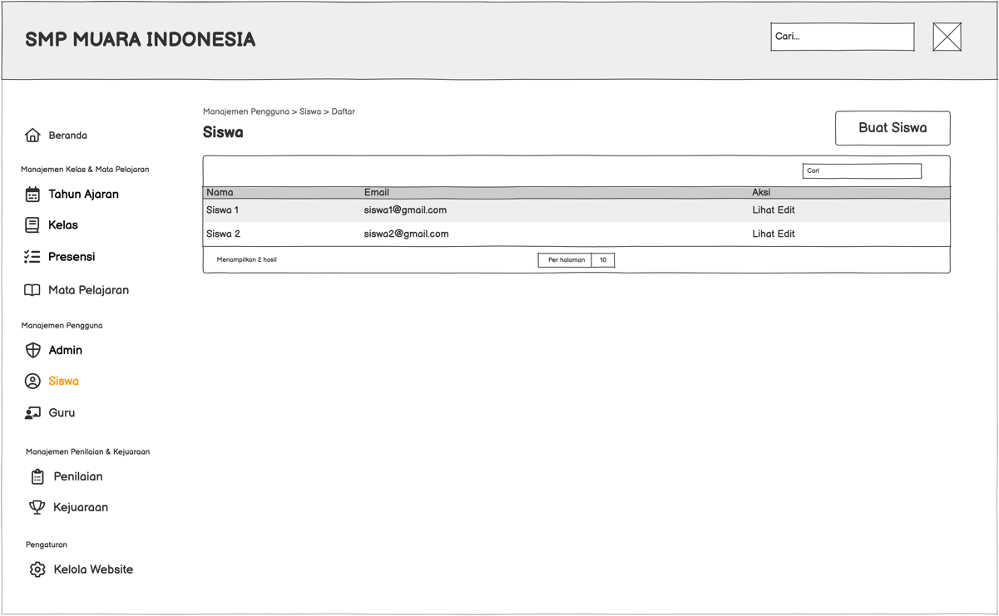 SMP MUARA INDONESIA
Cari...
Beranda
Manajemen Kelas & Mata Pelajaran
Tahun Ajaran
Kelas
Presensi
Mata Pelajaran
Manajemen Pengguna
Admin
Siswa
Guru
Manajemen Penilaian & Kejuaraan
Penilaian
Kejuaraan
Pengaturan
Kelola Website
Manajemen Pengguna > Siswa > Daftar
Siswa
Buat Siswa
Cari
Nama Email Aksi
Siswa 1 siswa1@gmail.com Lihat Edit
Siswa 2 siswa2@gmail.com Lihat Edit
Menampilkan 2 hasil Per halaman 10